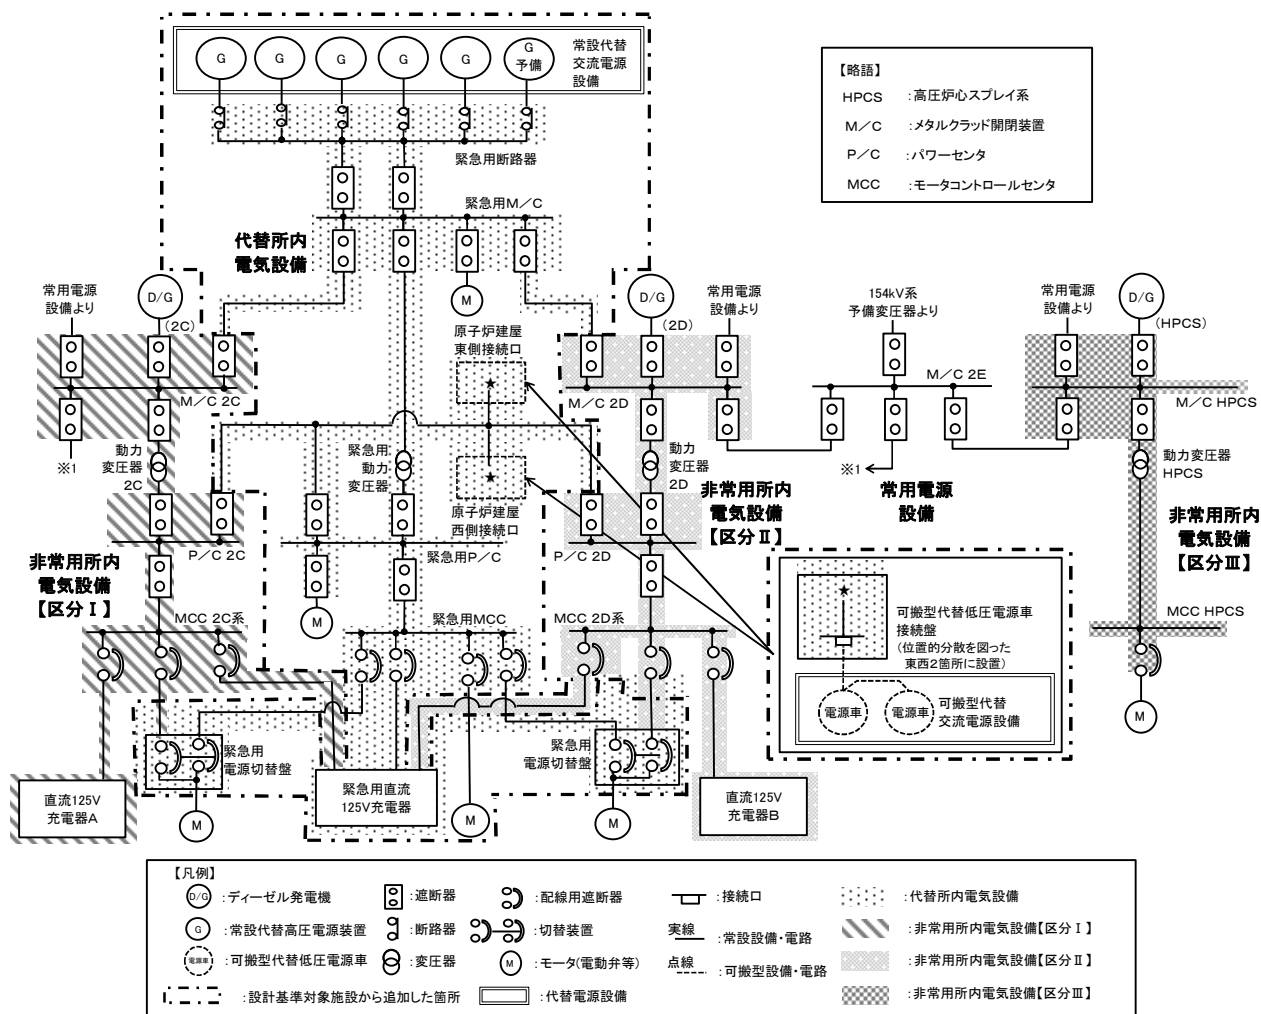 G
G
G
G
G
G
予備
常設代替
交流電源
設備
緊急用断路器
緊急用M／C
代替所内
電気設備
【略語】
HPCS :高圧炉心スプレイ系
M／C :メタルクラッド開閉装置
P／C :パワーセンタ
MCC :モータコントロールセンタ
常用電源
設備より
D/G
(2C)
M
D/G
(2D)
常用電源
設備より
154kV系
予備変圧器より
常用電源
設備より
D/G
(HPCS)
原子炉建屋
東側接続口
★
M／C 2C
M／C 2D
M／C 2E
M／C HPCS
※1
動力
変圧器
2C
緊急用
動力
変圧器
★
原子炉建屋
西側接続口
動力
変圧器
2D
※1
動力変圧器
HPCS
非常用所内
電気設備
【区分Ⅱ】
常用電源
設備
非常用所内
電気設備
【区分Ⅲ】
P／C 2C
緊急用P／C
P／C 2D
非常用所内
電気設備
【区分Ⅰ】
M
MCC 2C系
緊急用MCC
MCC 2D系
MCC HPCS
★
可搬型代替低圧電源車
接続盤
(位置的分散を図った
東西2箇所に設置)
電源車
電源車
可搬型代替
交流電源設備
M
緊急用
電源切替盤
緊急用
電源切替盤
直流125V
充電器A
M
緊急用直流
125V充電器
M
M
直流125V
充電器B
【凡例】
D/G :ディーゼル発電機
:遮断器
:配線用遮断器
:接続口
:代替所内電気設備
G :常設代替高圧電源装置
:断路器
:切替装置
実線
:常設設備・電路
:非常用所内電気設備【区分Ⅰ】
電源車 :可搬型代替低圧電源車
:変圧器
M :モータ(電動弁等)
点線
:可搬型設備・電路
:非常用所内電気設備【区分Ⅱ】
:設計基準対象施設から追加した箇所
:代替電源設備
:非常用所内電気設備【区分Ⅲ】